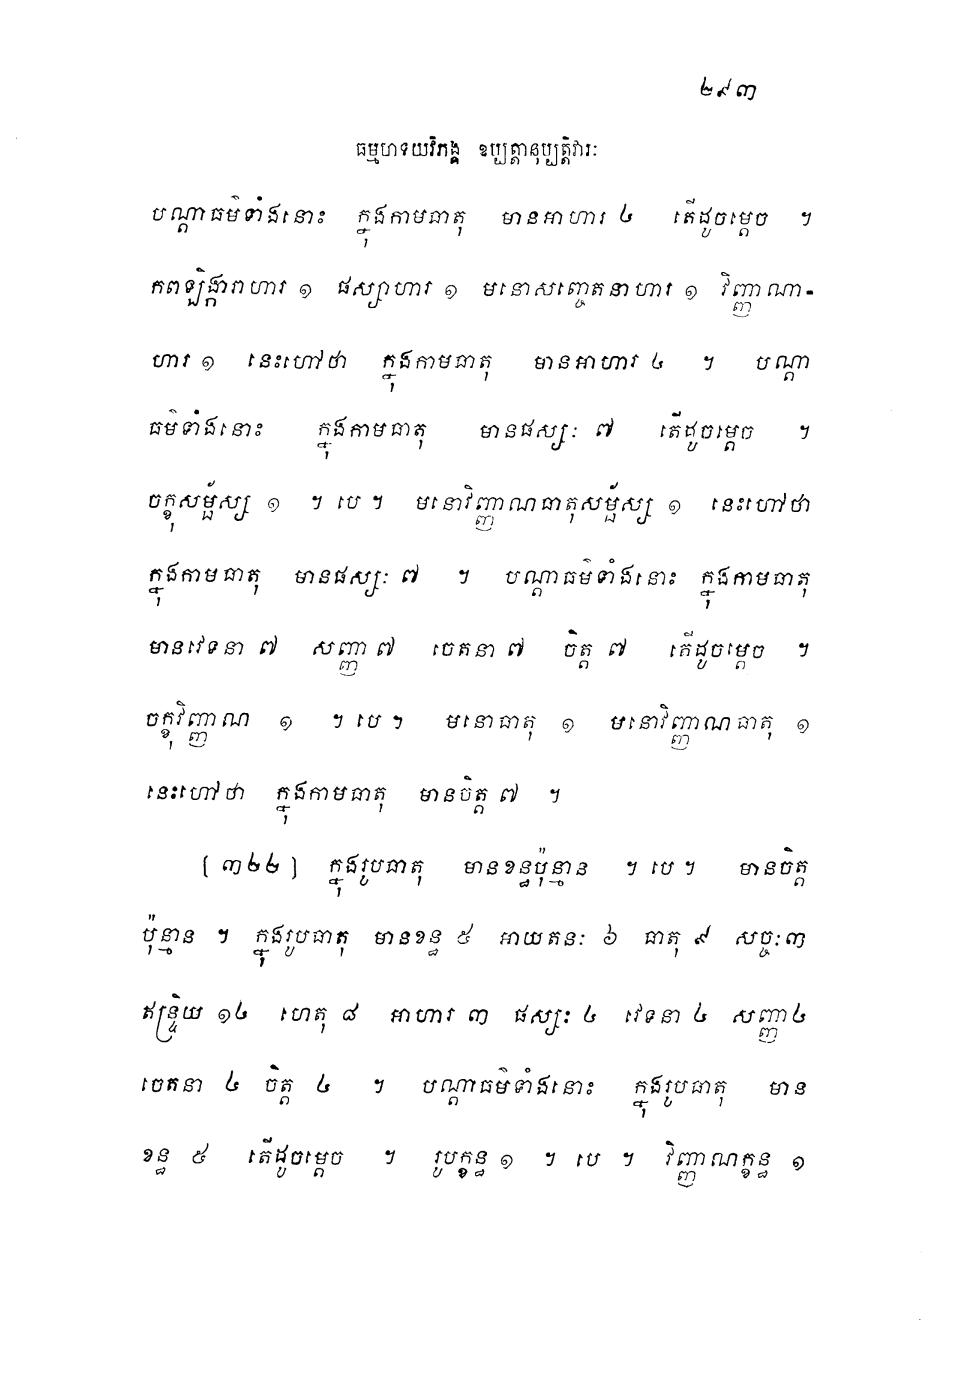 ២៩៣
ធម្មហទយវិភង្គ ឧប្បត្តានុប្បត្តិវារៈ
បណ្តាធម៌ទាំងនោះ ក្នុងកាមធាតុ មានអាហារ ៤ តើដូចម្តេច ។
កពឡិង្ការាហារ ១ ផស្សាហារ ១ មនោសញ្ចេតនាហារ ១ វិញ្ញាណា-
ហារ ១ នេះហៅថា ក្នុងកាមធាតុ មានអាហារ ៤ ។ បណ្តា
ធម៌ទាំងនោះ ក្នុងកាមធាតុ មានផស្សៈ ៧ តើដូចម្តេច ។
ចក្ខុសម្ផ័ស្ស ១ ។ បេ ។ មនោវិញ្ញាណធាតុសម្ផ័ស្ស ១ នេះហៅថា
ក្នុងកាមធាតុ មានផស្សៈ ៧ ។ បណ្តាធម៌ទាំងនោះ ក្នុងកាមធាតុ
មានវេទនា ៧ សញ្ញា ៧ ចេតនា ៧ ចិត្ត ៧ តើដូចម្តេច ។
ចក្ខុវិញ្ញាណ ១ ។ បេ ។ មនោធាតុ ១ មនោវិញ្ញាណធាតុ ១
នេះហៅថា ក្នុងកាមធាតុ មានចិត្ត ៧ ។
[ ៣២២ ] ក្នុងរូបធាតុ មានខន្ធប៉ុន្មាន ។ បេ ។ មានចិត្ត
ប៉ុន្មាន ។ ក្នុងរូបធាតុ មានខន្ធ ៥ អាយតនៈ ៦ ធាតុ ៩ សច្ចៈ ៣
ឥន្ទ្រិយ ១៤ ហេតុ ៨ អាហារ ៣ ផស្សៈ ៤ វេទនា ៤ សញ្ញា ៤
ចេតនា ៤ ចិត្ត ៤ ។ បណ្តាធម៌ទាំងនោះ ក្នុងរូបធាតុ មាន
ខន្ធ ៥ តើដូចម្តេច ។ រូបក្ខន្ធ ១ ។ បេ ។ វិញ្ញាណក្ខន្ធ ១